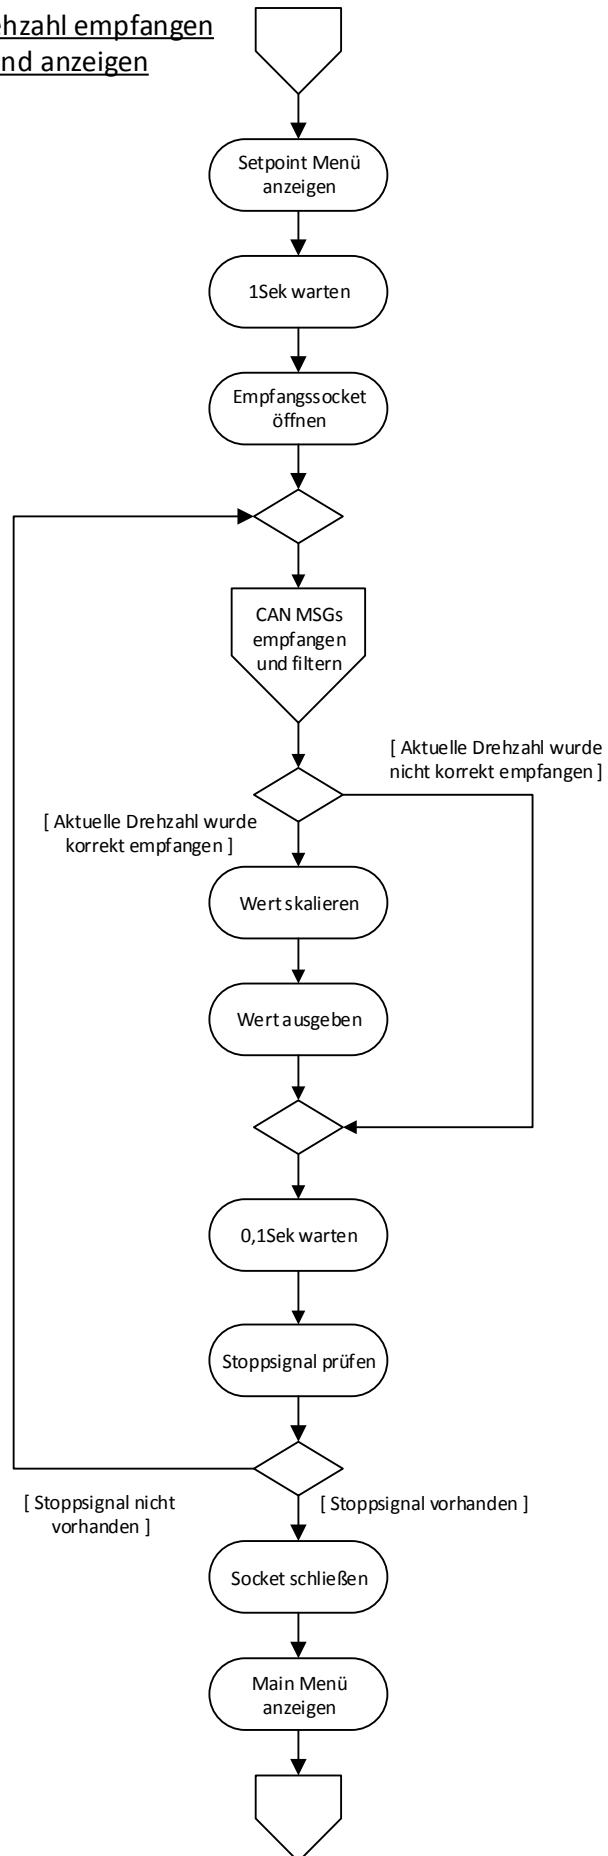 ehzahl empfangen
nd anzeigen
Setpoint Menü
anzeigen
1Sek warten
Empfangssocket
öffnen
CAN MSGs
empfangen
und filtern
[ Aktuelle Drehzahl wurde
nicht korrekt empfangen ]
[ Aktuelle Drehzahl wurde
korrekt empfangen ]
Wert skalieren
Wert ausgeben
0,1Sek warten
Stoppsignal prüfen
[ Stoppsignal nicht
vorhanden ]
[ Stoppsignal vorhanden ]
Socket schließen
Main Menü
anzeigen